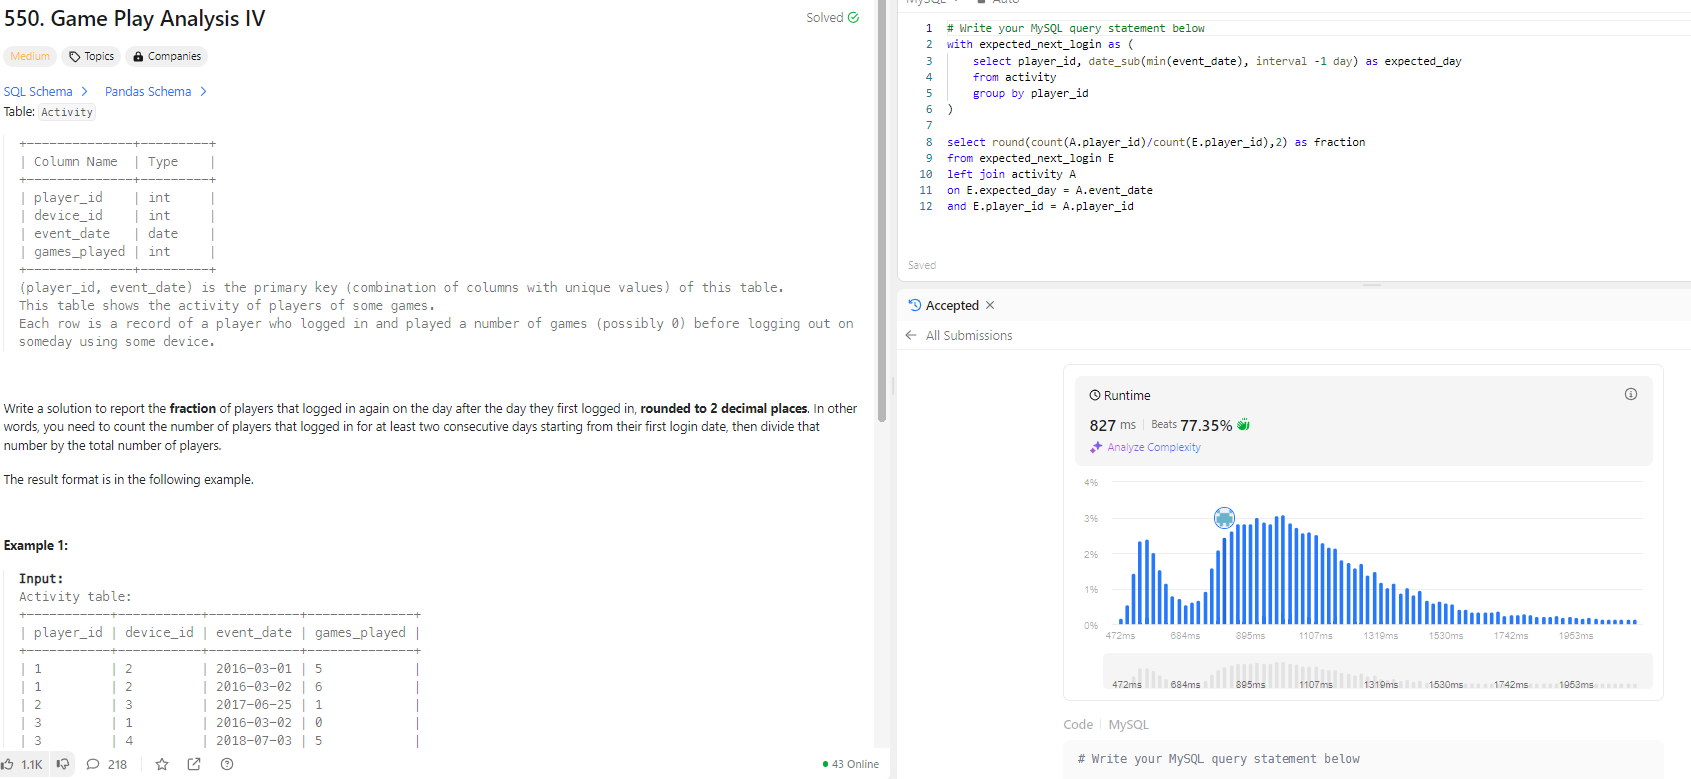 550. Game Play Analysis IV
Solved
Medium Topics Companies
SQL Schema > Pandas Schema >
Table: Activity
+--------------+---------+
| Column Name | Type |
+--------------+---------+
| player_id | int |
| device_id | int |
| event_date | date |
| games_played | int |
+--------------+---------+
(player_id, event_date) is the primary key (combination of columns with unique values) of this table.
This table shows the activity of players of some games.
Each row is a record of a player who logged in and played a number of games (possibly 0) before logging out on
someday using some device.
Write a solution to report the fraction of players that logged in again on the day after the day they first logged in, rounded to 2 decimal places. In other
words, you need to count the number of players that logged in for at least two consecutive days starting from their first login date, then divide that
number by the total number of players.
The result format is in the following example.
Example 1:
Input:
Activity table:
+-----------+-----------+------------+--------------+
| player_id | device_id | event_date | games_played |
+-----------+-----------+------------+--------------+
| 1 | 2 | 2016-03-01 | 5 |
| 1 | 2 | 2016-03-02 | 6 |
| 2 | 3 | 2017-06-25 | 1 |
| 3 | 1 | 2016-03-02 | 0 |
| 3 | 4 | 2018-07-03 | 5 |
1.1K 218
43 Online
MySQL Auto
1 # Write your MySQL query statement below
2 with expected_next_login as (
3 select player_id, date_sub(min(event_date), interval -1 day) as expected_day
4 from activity
5 group by player_id
6 )
7
8 select round(count(A.player_id)/count(E.player_id),2) as fraction
9 from expected_next_login E
10 left join activity A
11 on E.expected_day = A.event_date
12 and E.player_id = A.player_id
Saved
Accepted
All Submissions
Runtime
827 ms Beats 77.35%
Analyze Complexity
4%
3%
2%
1%
0%
472ms 684ms 895ms 1107ms 1319ms 1530ms 1742ms 1953ms
472ms 684ms 895ms 1107ms 1319ms 1530ms 1742ms 1953ms
Code MySQL
# Write your MySQL query statement below